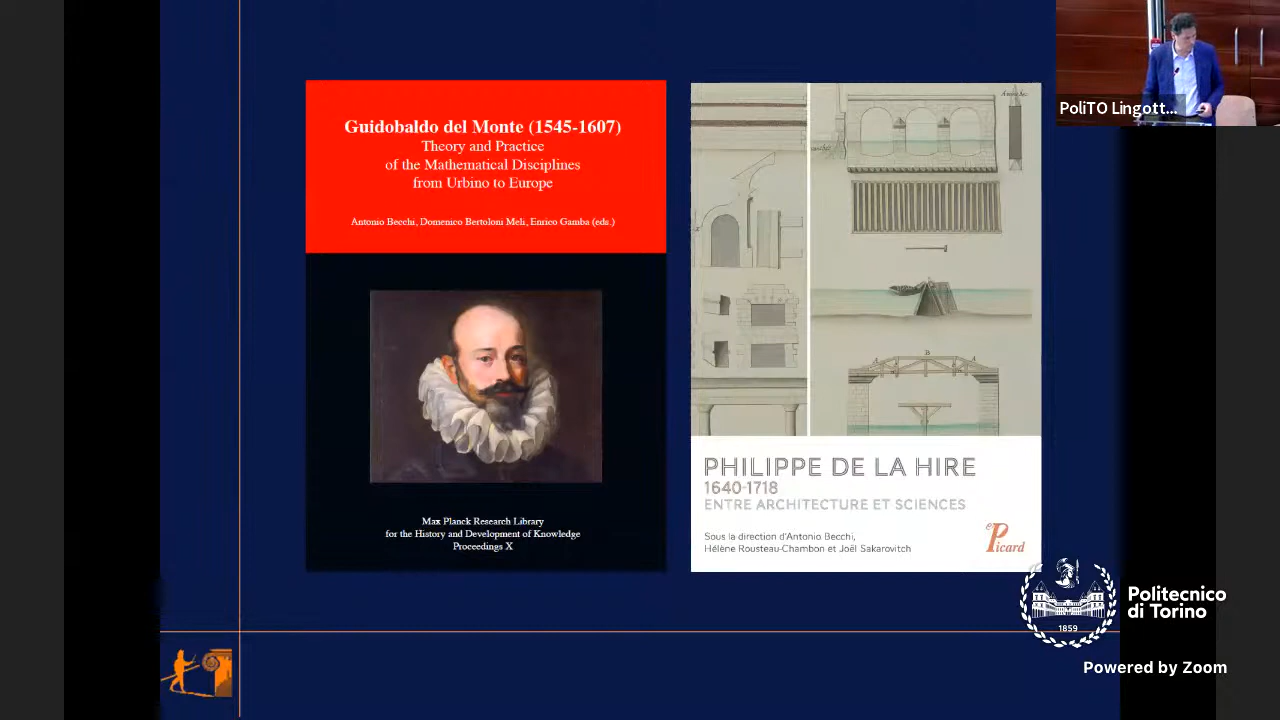 Guidobaldo del Monte (1545-1607)
Theory and Practice
of the Mathematical Disciplines
from Urbino to Europe
Antonio Becchi, Domenico Bertoloni Meli, Enrico Gamba (eds.)
Max Planck Research Library
for the History and Development of Knowledge
Proceedings X
PHILIPPE DE LA HIRE
1640-1718
ENTRE ARCHITECTURE ET SCIENCES
Sous la direction d'Antonio Becchi,
Hélène Rousteau-Chambon et Joël Sakarovitch
Picard
PoliTO Lingott...
Politecnico
di Torino
1859
Powered by Zoom